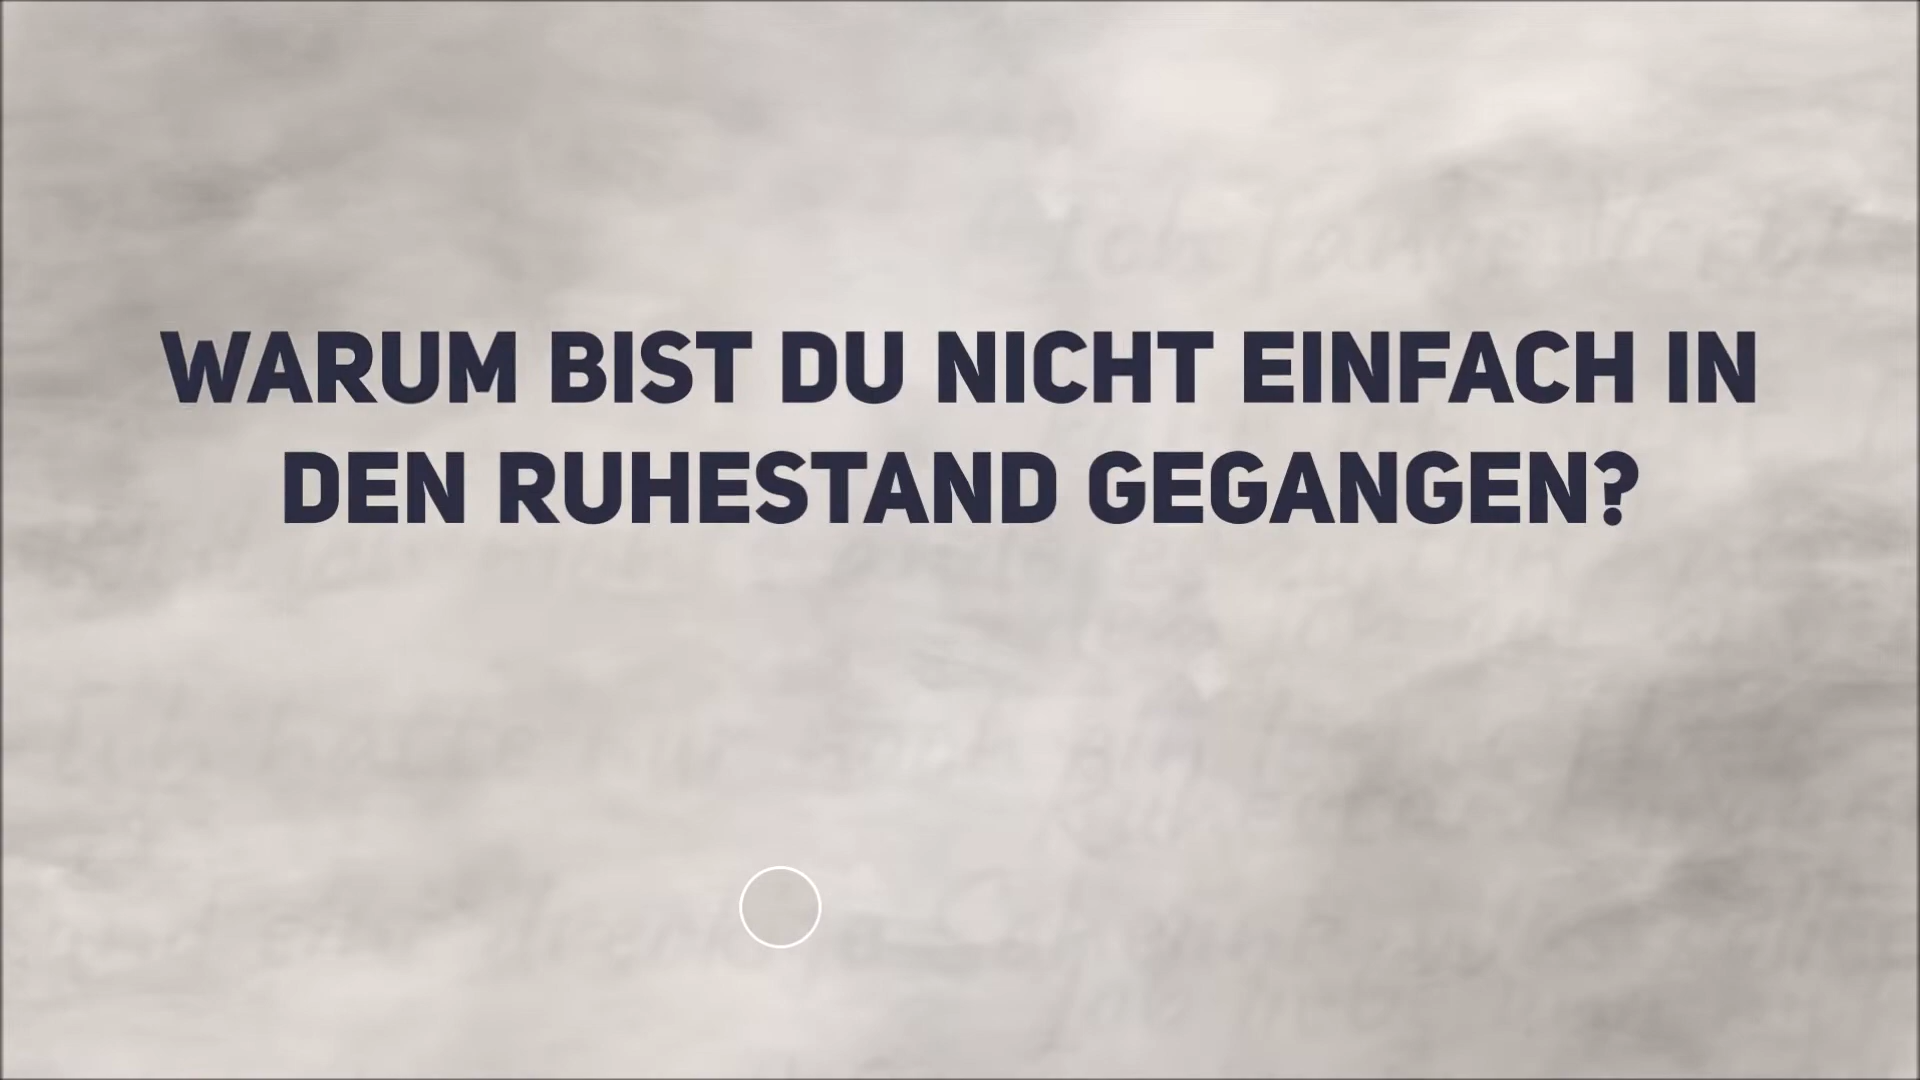 WARUM BIST DU NICHT EINFACH IN
DEN RUHESTAND GEGANGEN?